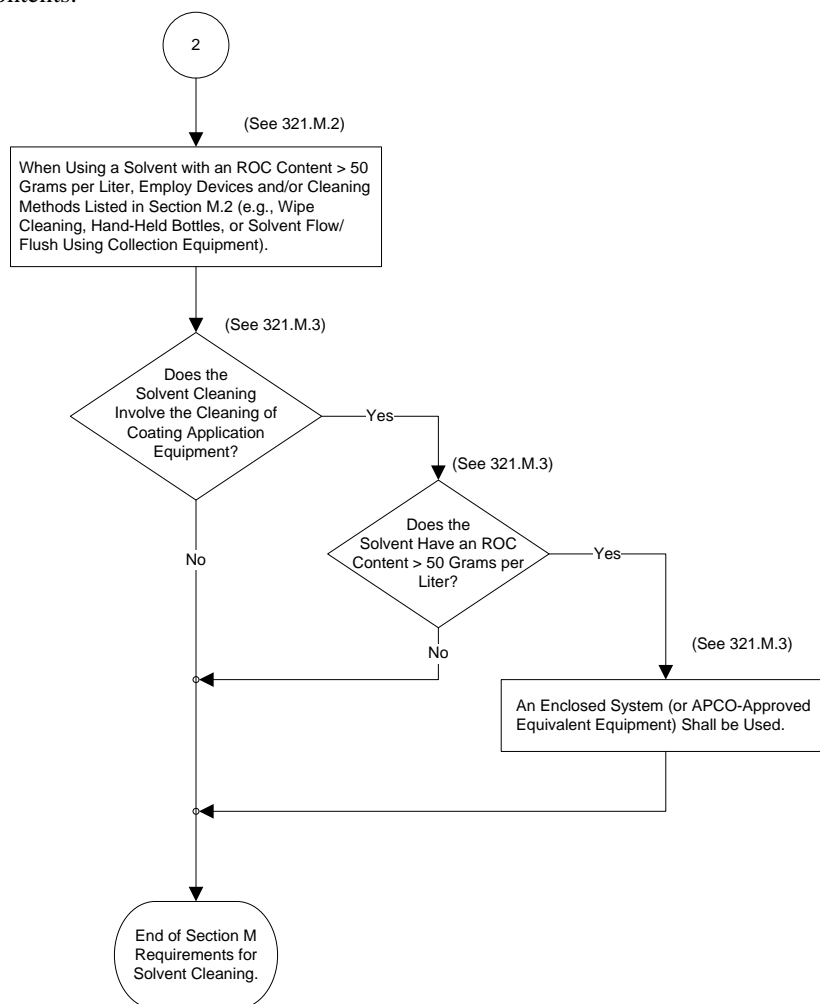 2
(See 321.M.2)
When Using a Solvent with an ROC Content > 50
Grams per Liter, Employ Devices and/or Cleaning
Methods Listed in Section M.2 (e.g., Wipe
Cleaning, Hand-Held Bottles, or Solvent Flow/
Flush Using Collection Equipment).
(See 321.M.3)
Does the
Solvent Cleaning
Involve the Cleaning of
Coating Application
Equipment?
Yes
(See 321.M.3)
Does the
Solvent Have an ROC
Content > 50 Grams per
Liter?
No
Yes
No
(See 321.M.3)
An Enclosed System (or APCO-Approved
Equivalent Equipment) Shall be Used.
End of Section M
Requirements for
Solvent Cleaning.